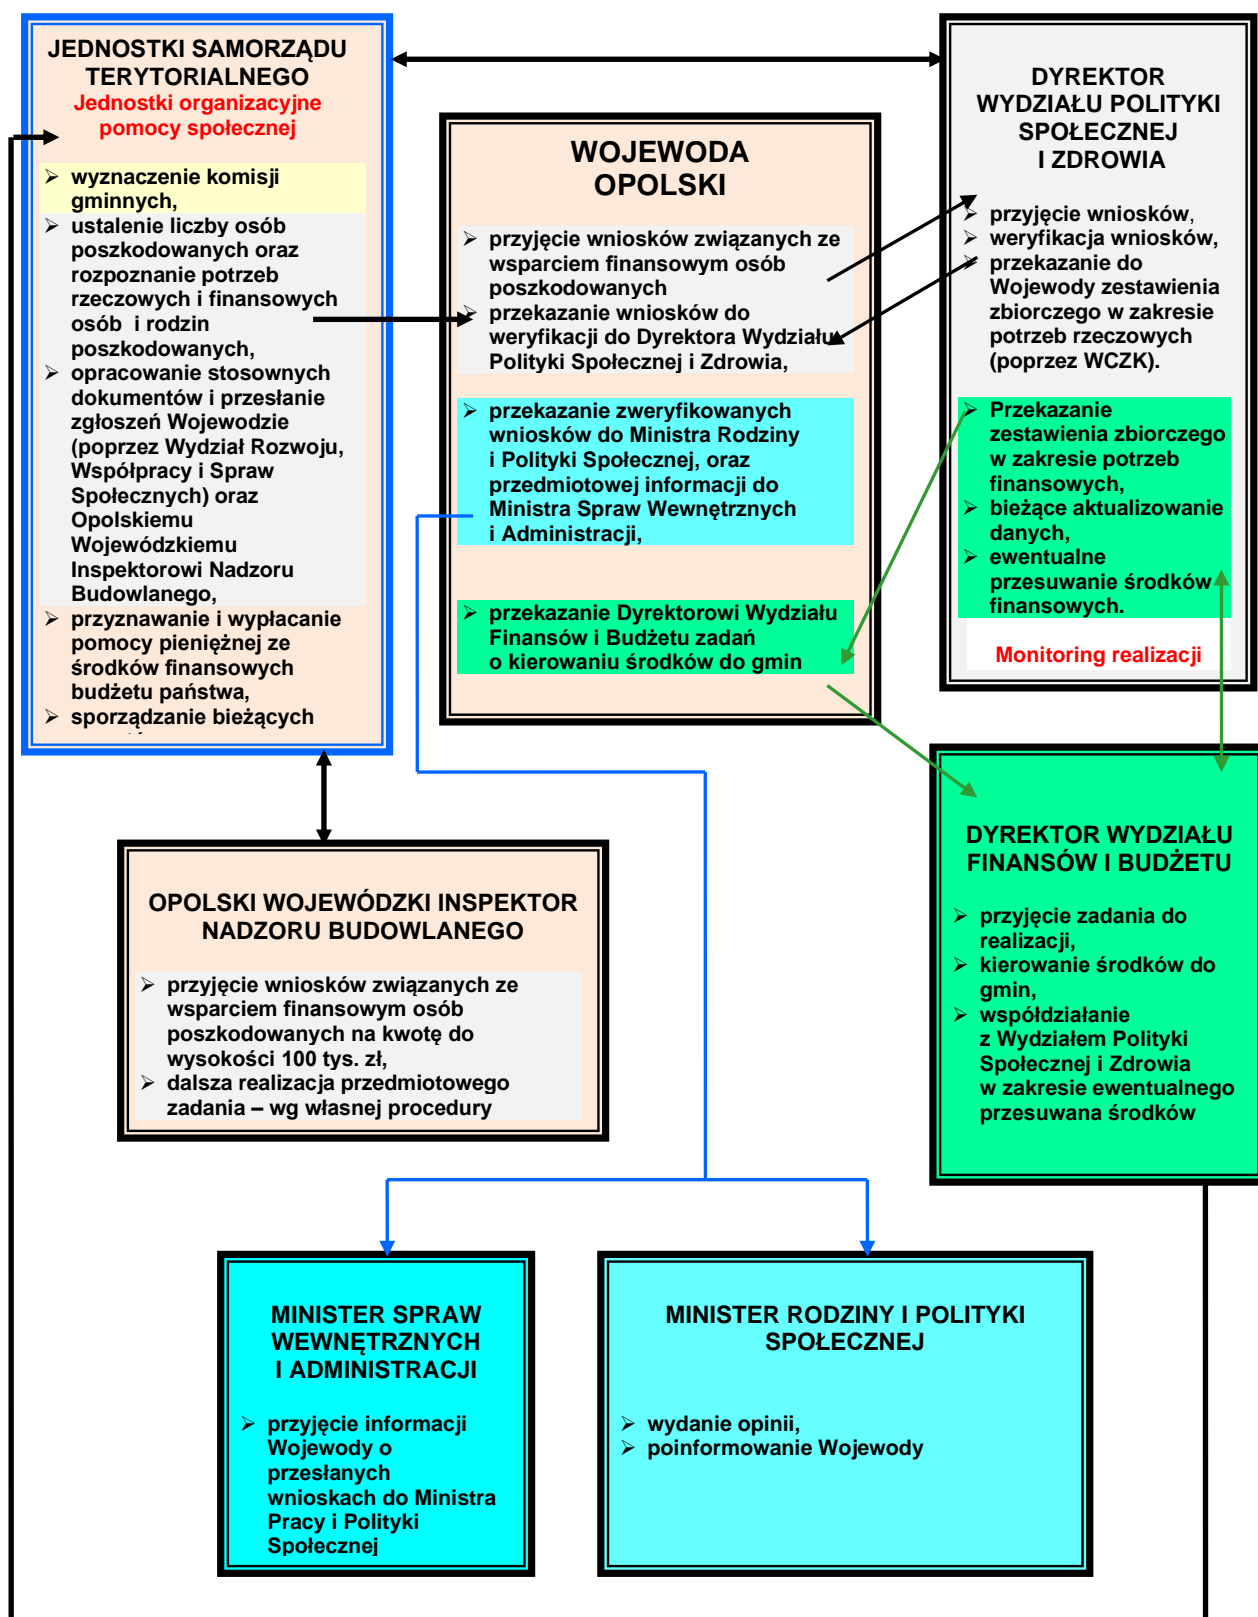 JEDNOSTKI SAMORZĄDU
TERYTORIALNEGO
Jednostki organizacyjne
pomocy społecznej
➢ wyznaczenie komisji
gminnych,
➢ ustalenie liczby osób
poszkodowanych oraz
rozpoznanie potrzeb
rzeczowych i finansowych
osób i rodzin
poszkodowanych,
➢ opracowanie stosownych
dokumentów i przesłanie
zgłoszeń Wojewodzie
(poprzez Wydział Rozwoju,
Współpracy i Spraw
Społecznych) oraz
Opolskiemu
Wojewódzkiemu
Inspektorowi Nadzoru
Budowlanego,
➢ przyznawanie i wypłacanie
pomocy pieniężnej ze
środków finansowych
budżetu państwa,
➢ sporządzanie bieżących
WOJEWODA
OPOLSKI
➢ przyjęcie wniosków związanych ze
wsparciem finansowym osób
poszkodowanych
➢ przekazanie wniosków do
weryfikacji do Dyrektora Wydziału
Polityki Społecznej i Zdrowia,
➢ przekazanie zweryfikowanych
wniosków do Ministra Rodziny
i Polityki Społecznej, oraz
przedmiotowej informacji do
Ministra Spraw Wewnętrznych
i Administracji,
➢ przekazanie Dyrektorowi Wydziału
Finansów i Budżetu zadań
o kierowaniu środków do gmin
DYREKTOR
WYDZIAŁU POLITYKI
SPOŁECZNEJ
I ZDROWIA
➢ przyjęcie wniosków,
➢ weryfikacja wniosków,
➢ przekazanie do
Wojewody zestawienia
zbiorczego w zakresie
potrzeb rzeczowych
(poprzez WCZK).
➢ Przekazanie
zestawienia zbiorczego
w zakresie potrzeb
finansowych,
➢ bieżące aktualizowanie
danych,
➢ ewentualne
przesuwanie środków
finansowych.
Monitoring realizacji
OPOLSKI WOJEWÓDZKI INSPEKTOR
NADZORU BUDOWLANEGO
➢ przyjęcie wniosków związanych ze
wsparciem finansowym osób
poszkodowanych na kwotę do
wysokości 100 tys. zł,
➢ dalsza realizacja przedmiotowego
zadania – wg własnej procedury
DYREKTOR WYDZIAŁU
FINANSÓW I BUDŻETU
➢ przyjęcie zadania do
realizacji,
➢ kierowanie środków do
gmin,
➢ współdziałanie
z Wydziałem Polityki
Społecznej i Zdrowia
w zakresie ewentualnego
przesuwana środków
MINISTER SPRAW
WEWNĘTRZNYCH
I ADMINISTRACJI
➢ przyjęcie informacji
Wojewody o
przesłanych
wnioskach do Ministra
Pracy i Polityki
Społecznej
MINISTER RODZINY I POLITYKI
SPOŁECZNEJ
➢ wydanie opinii,
➢ poinformowanie Wojewody